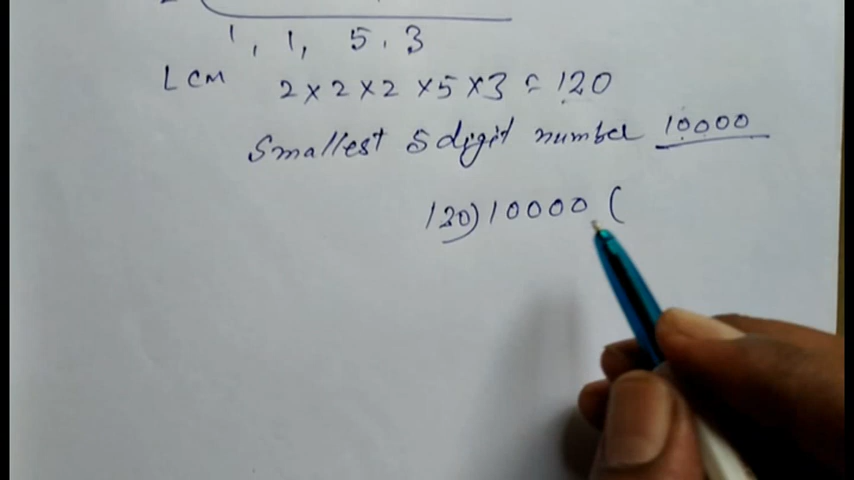 1, 1, 5, 3
LCM 2×2×2×5×3 = 120
Smallest 5 digit number 10000
120)10000(